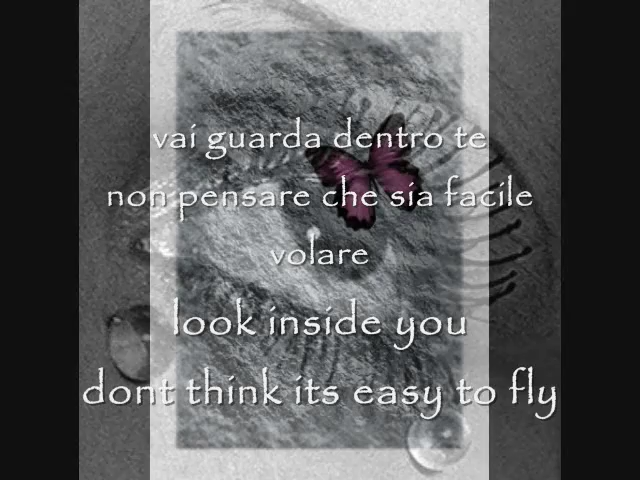 vai guarda dentro te
non pensare che sia facile
volare
look inside you
dont think its easy to fly